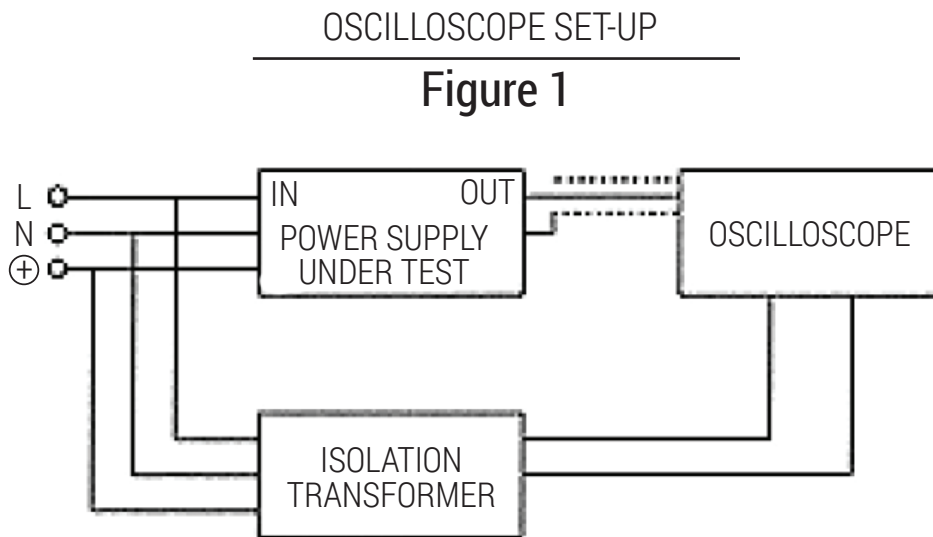 OSCILLOSCOPE SET-UP
Figure 1
L
N
IN
OUT
POWER SUPPLY
UNDER TEST
OSCILLOSCOPE
ISOLATION
TRANSFORMER